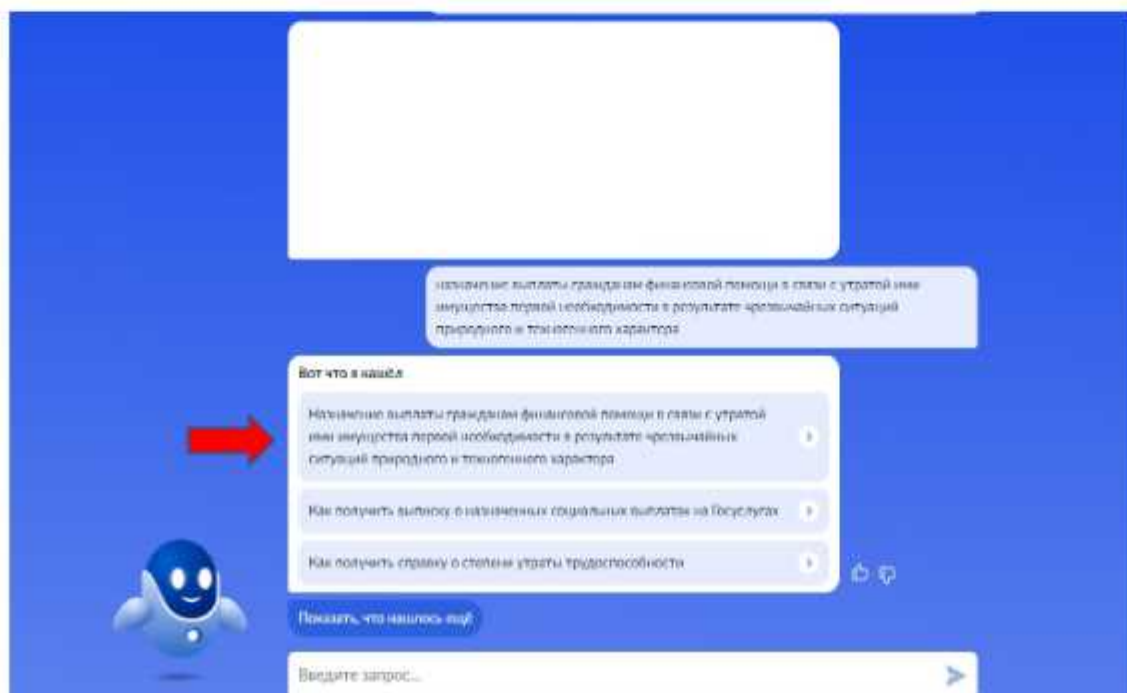 назначение выплаты гражданам финансовой помощи в связи с утратой ими
имущества первой необходимости в результате чрезвычайных ситуаций
природного и техногенного характера
Вот что я нашёл
Назначение выплаты гражданам финансовой помощи в связи с утратой
ими имущества первой необходимости в результате чрезвычайных
ситуаций природного и техногенного характера
Как получить выписку о назначенных социальных выплатах на Госуслугах
Как получить справку о степени утраты трудоспособности
Показать, что нашлось ещё
Введите запрос...